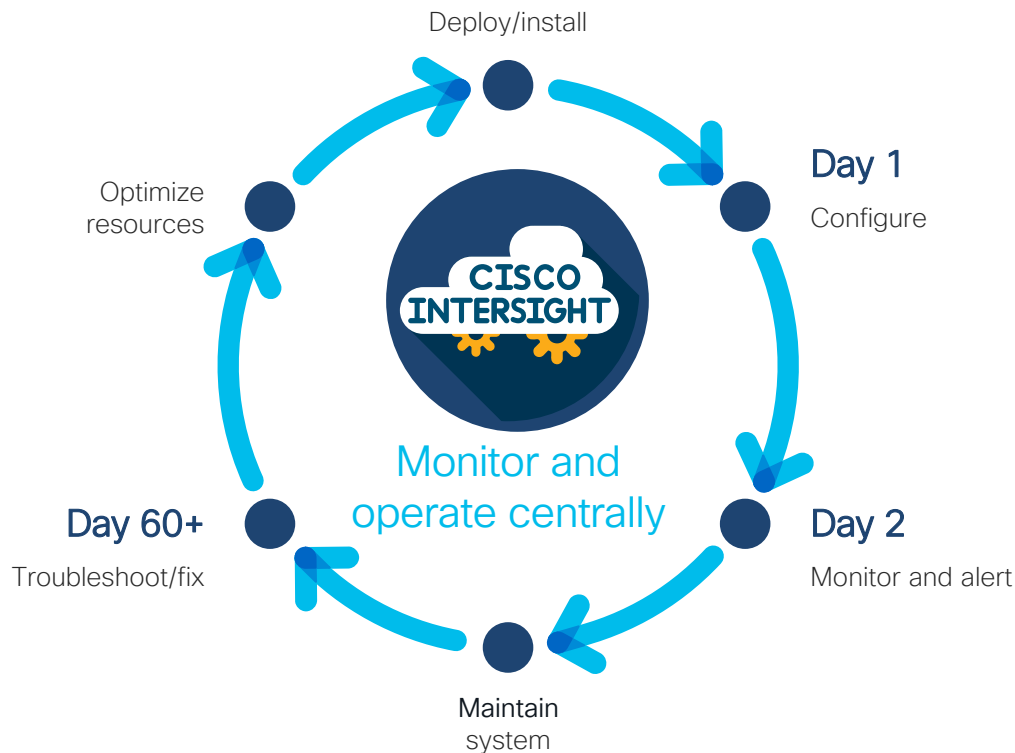 Deploy/install
Day 1
Configure
Optimize
resources
CISCO
INTERSIGHT
Monitor and
operate centrally
Day 2
Monitor and alert
Day 60+
Troubleshoot/fix
Maintain
system